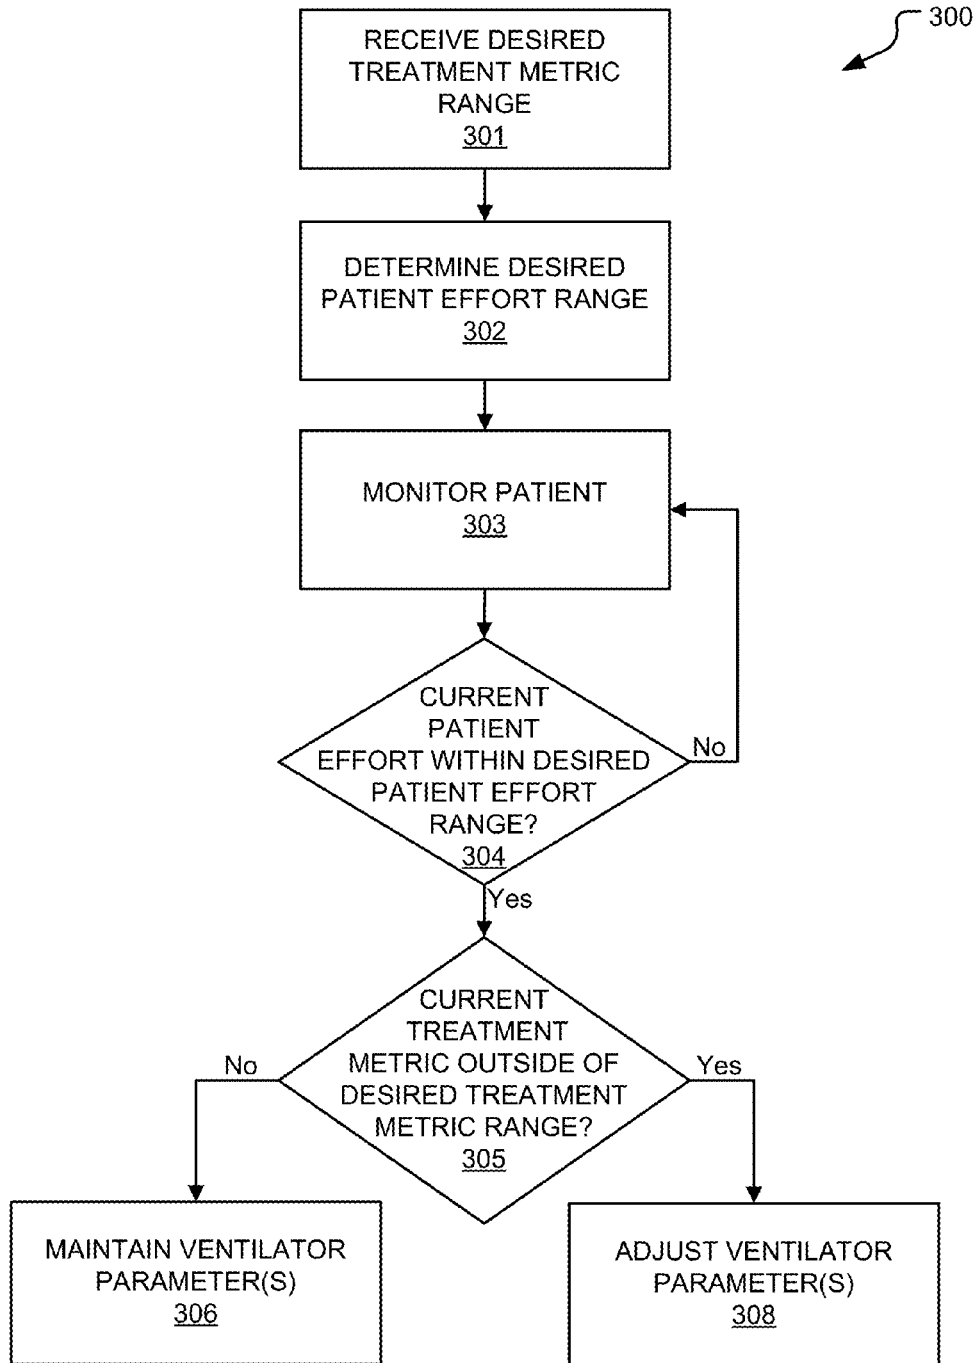 300
RECEIVE DESIRED
TREATMENT METRIC
RANGE
301
DETERMINE DESIRED
PATIENT EFFORT RANGE
302
MONITOR PATIENT
303
CURRENT
PATIENT
EFFORT WITHIN DESIRED
PATIENT EFFORT
RANGE?
304
No
Yes
CURRENT
TREATMENT
METRIC OUTSIDE OF
DESIRED TREATMENT
METRIC RANGE?
305
No
Yes
MAINTAIN VENTILATOR
PARAMETER(S)
306
ADJUST VENTILATOR
PARAMETER(S)
308